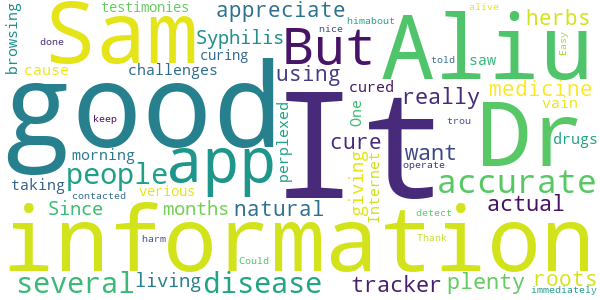 testimonies
himabout
alive
browsing
Sam
appreciate
Aliu
herbs
done
Syphilis
But
nice
Easy
cause
curing
told
saw
challenges
using
medicine
good
It
Dr
cured
really
vain
keep
perplexed
One
drugs
trou
morning
people
app
cure
want
operate
taking
verious
giving
Internet
accurate
contacted
Since
months
natural
actual
detect
information
harm
Could
Thank
several
living
disease
tracker
plenty
roots
immediately